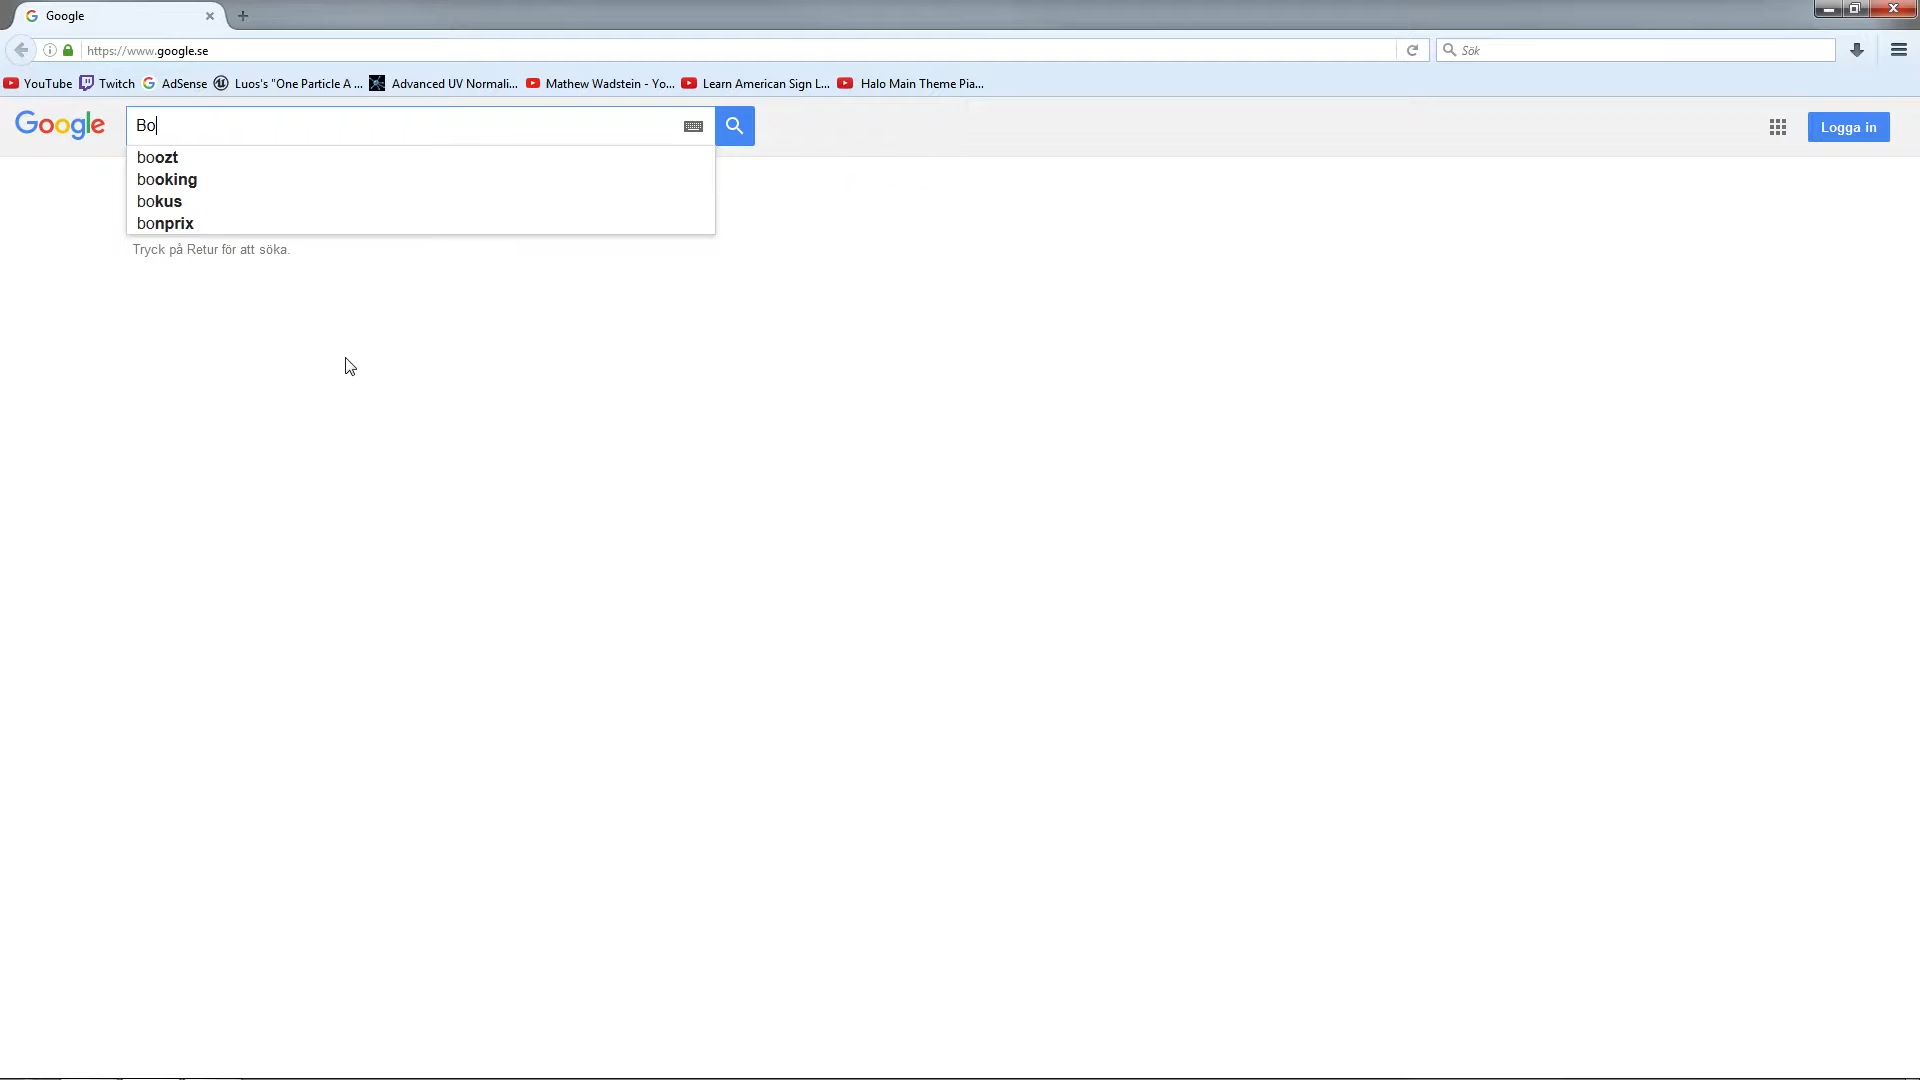 Google
https://www.google.se
Sök
YouTube Twitch AdSense Luos's "One Particle A ... Advanced UV Normali... Mathew Wadstein - Yo... Learn American Sign L... Halo Main Theme Pia...
Google Bo Logga in
boozt
booking
bokus
bonprix
Tryck på Retur för att söka.